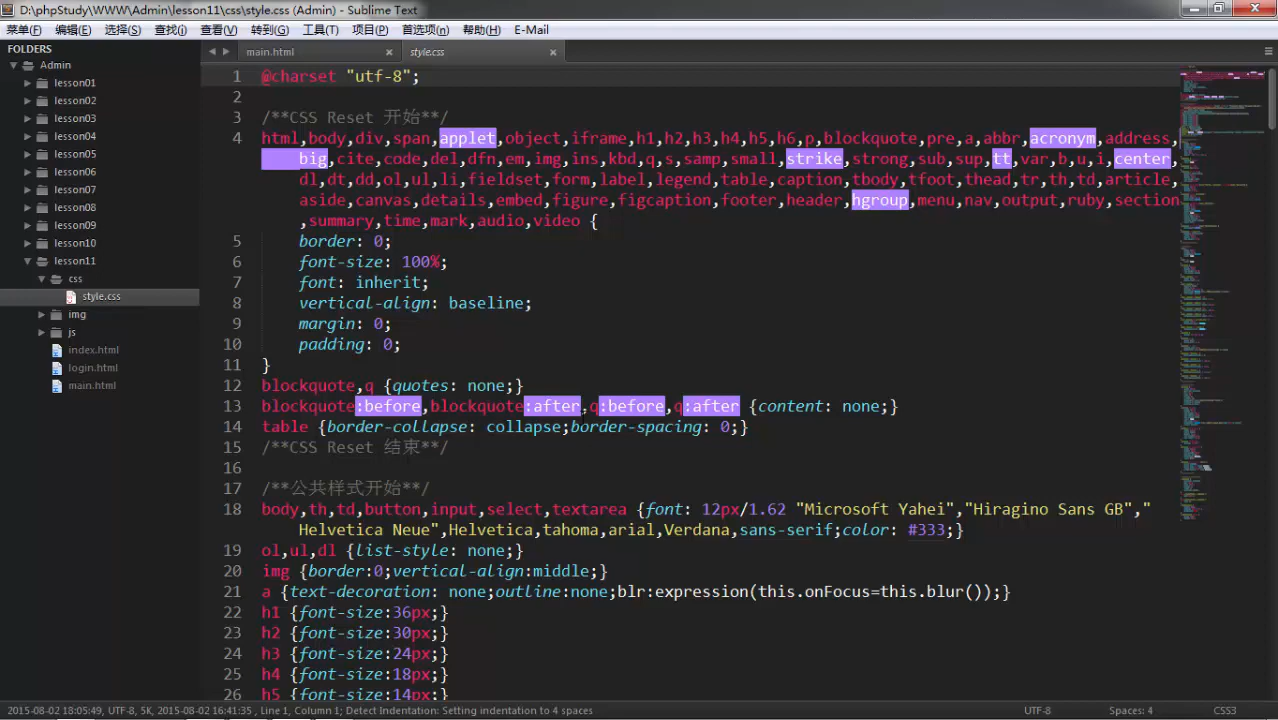 D:\phpStudy\WWW\Admin\lesson11\css\style.css (Admin) - Sublime Text
菜单(F) 编辑(E) 选择(S) 查找(I) 查看(V) 转到(G) 工具(T) 项目(P) 首选项(n) 帮助(H) E-Mail
FOLDERS
Admin
lesson01
lesson02
lesson03
lesson04
lesson05
lesson06
lesson07
lesson08
lesson09
lesson10
lesson11
css
style.css
img
js
index.html
login.html
main.html
main.html × style.css ×
1 @charset "utf-8";
2
3 /**CSS Reset 开始**/
4 html,body,div,span,applet,object,iframe,h1,h2,h3,h4,h5,h6,p,blockquote,pre,a,abbr,acronym,address,
big,cite,code,del,dfn,em,img,ins,kbd,q,s,samp,small,strike,strong,sub,sup,tt,var,b,u,i,center,
dl,dt,dd,ol,ul,li,fieldset,form,label,legend,table,caption,tbody,tfoot,thead,tr,th,td,article,
aside,canvas,details,embed,figure,figcaption,footer,header,hgroup,menu,nav,output,ruby,section
,summary,time,mark,audio,video {
5 border: 0;
6 font-size: 100%;
7 font: inherit;
8 vertical-align: baseline;
9 margin: 0;
10 padding: 0;
11 }
12 blockquote,q {quotes: none;}
13 blockquote:before,blockquote:after,q:before,q:after {content: none;}
14 table {border-collapse: collapse;border-spacing: 0;}
15 /**CSS Reset 结束**/
16
17 /**公共样式开始**/
18 body,th,td,button,input,select,textarea {font: 12px/1.62 "Microsoft Yahei","Hiragino Sans GB","
Helvetica Neue",Helvetica,tahoma,arial,Verdana,sans-serif;color: #333;}
19 ol,ul,dl {list-style: none;}
20 img {border:0;vertical-align:middle;}
21 a {text-decoration: none;outline:none;blr:expression(this.onFocus=this.blur());}
22 h1 {font-size:36px;}
23 h2 {font-size:30px;}
24 h3 {font-size:24px;}
25 h4 {font-size:18px;}
26 h5 {font-size:14px;}
2015-08-02 18:05:49, UTF-8, 5K, 2015-08-02 16:41:35 , Line 1, Column 1; Detect Indentation: Setting indentation to 4 spaces UTF-8 Spaces: 4 CSS3